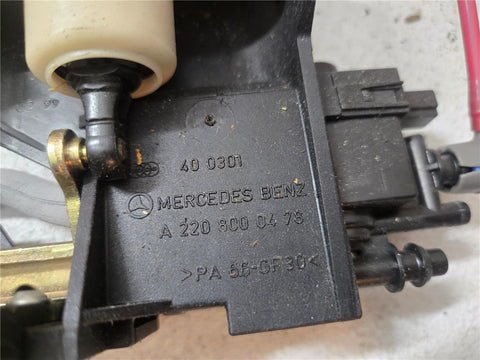 40 0301
MERCEDES BENZ
A 220 800 04 78
>PA 66-GF30<